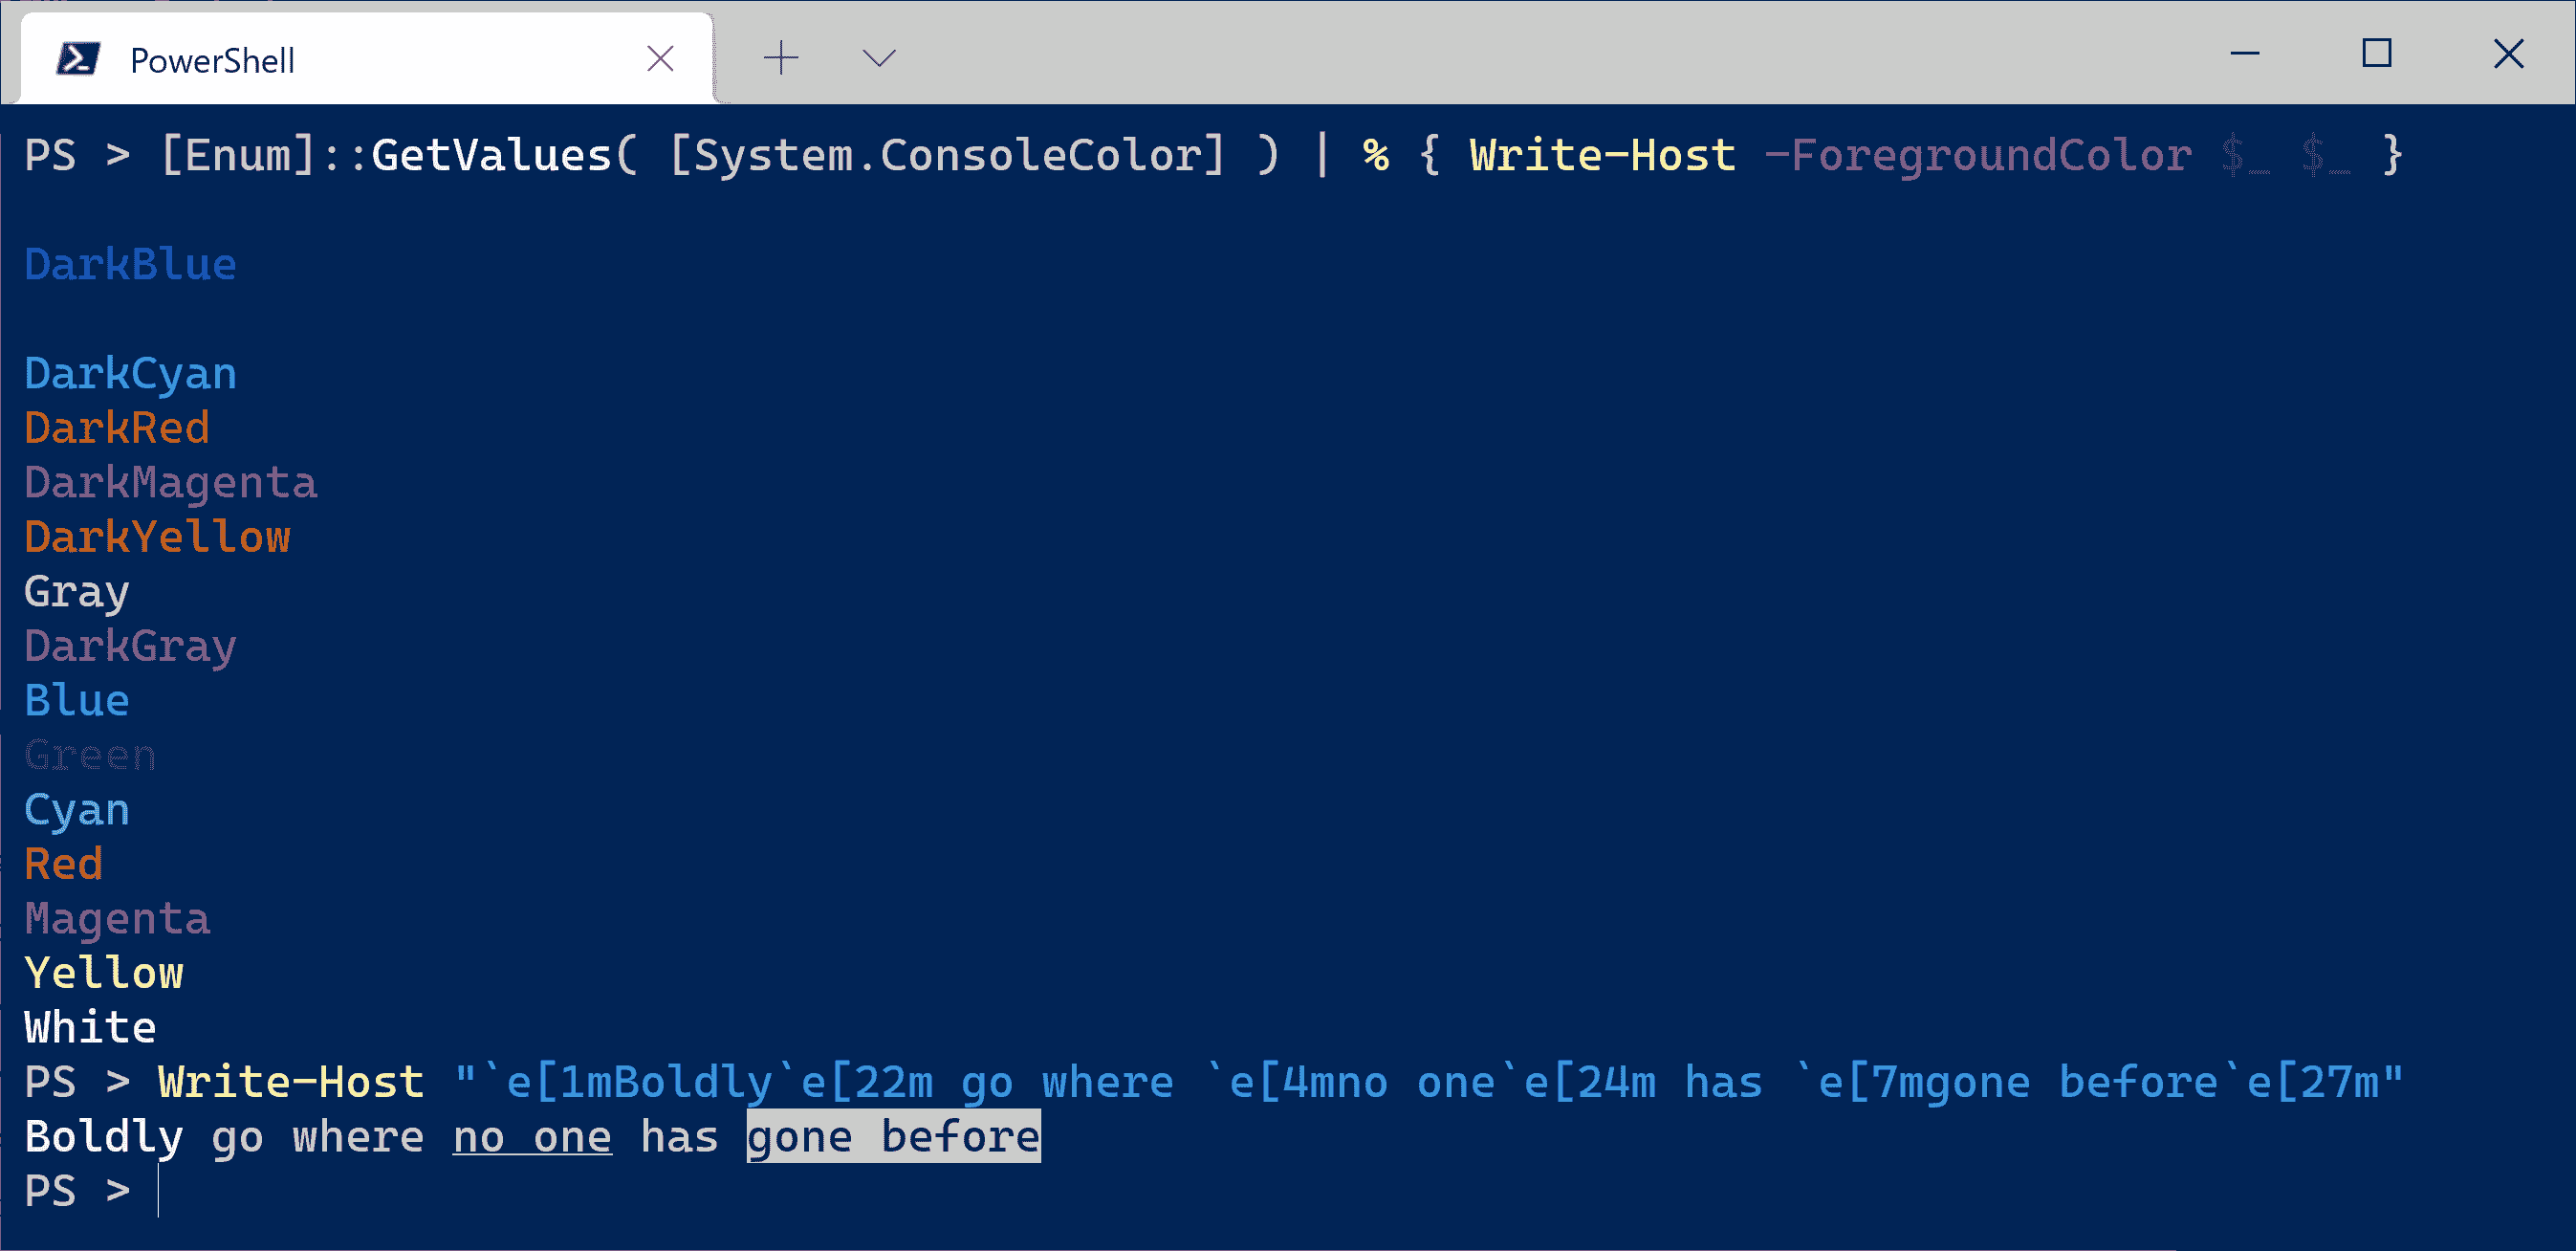 PowerShell
PS > [Enum]::GetValues( [System.ConsoleColor] ) | % { Write-Host -ForegroundColor $_ $_ }
DarkBlue
DarkCyan
DarkRed
DarkMagenta
DarkYellow
Gray
DarkGray
Blue
Green
Cyan
Red
Magenta
Yellow
White
PS > Write-Host "`e[1mBoldly`e[22m go where `e[4mno one`e[24m has `e[7mgone before`e[27m"
Boldly go where no one has gone before
PS >